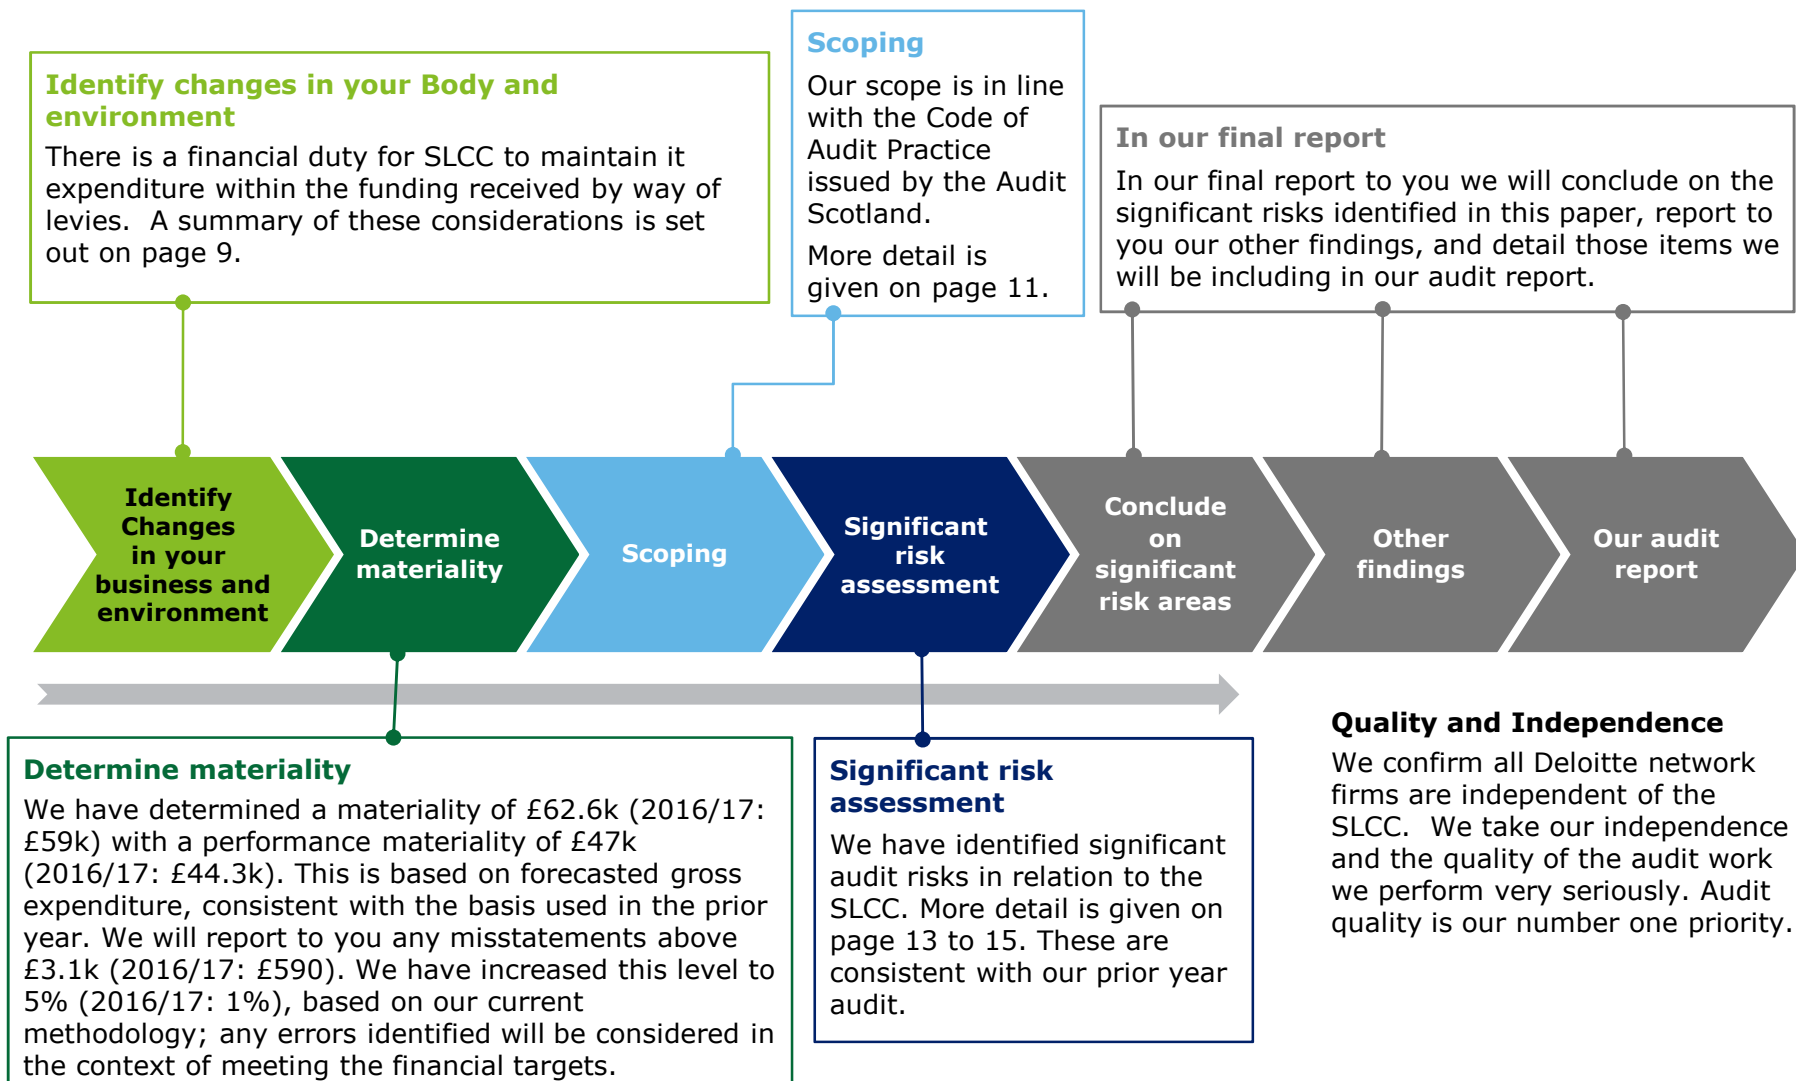 Identify changes in your Body and
environment
There is a financial duty for SLCC to maintain it
expenditure within the funding received by way of
levies.  A summary of these considerations is set
out on page 9.
Scoping
Our scope is in line
with the Code of
Audit Practice
issued by the Audit
Scotland.
More detail is
given on page 11.
In our final report
In our final report to you we will conclude on the
significant risks identified in this paper, report to
you our other findings, and detail those items we
will be including in our audit report.
Identify
Changes
in your
business and
environment
Determine
materiality
Scoping
Significant
risk
assessment
Conclude
on
significant
risk areas
Other
findings
Our audit
report
Determine materiality
We have determined a materiality of £62.6k (2016/17:
£59k) with a performance materiality of £47k
(2016/17: £44.3k). This is based on forecasted gross
expenditure, consistent with the basis used in the prior
year. We will report to you any misstatements above
£3.1k (2016/17: £590). We have increased this level to
5% (2016/17: 1%), based on our current
methodology; any errors identified will be considered in
the context of meeting the financial targets.
Significant risk
assessment
We have identified significant
audit risks in relation to the
SLCC. More detail is given on
page 13 to 15. These are
consistent with our prior year
audit.
Quality and Independence
We confirm all Deloitte network
firms are independent of the
SLCC.  We take our independence
and the quality of the audit work
we perform very seriously. Audit
quality is our number one priority.